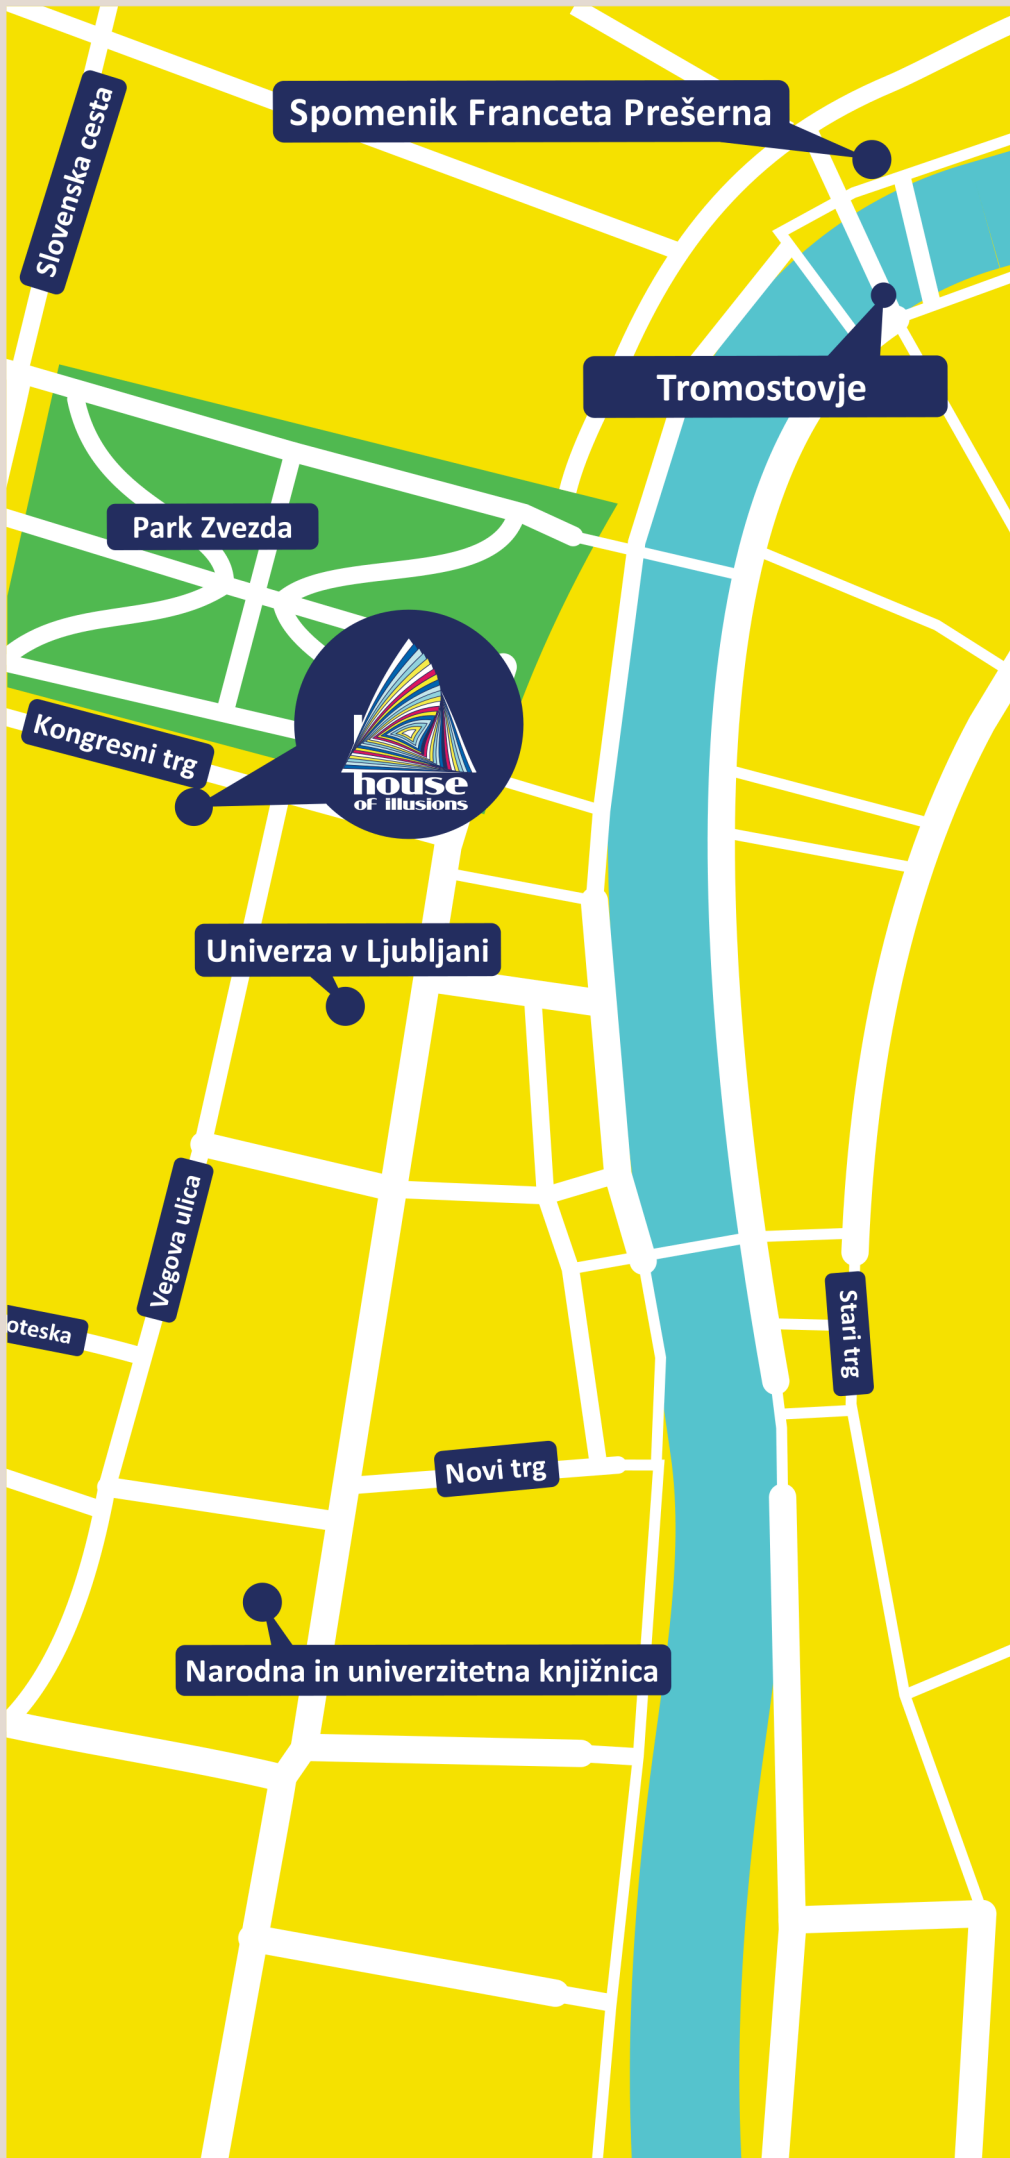 Spomenik Franceta Prešerna
Slovenska cesta
Tromostovje
Park Zvezda
Kongresni trg
house
of illusions
Univerza v Ljubljani
Vegova ulica
oteska
Stari trg
Novi trg
Narodna in univerzitetna knjižnica